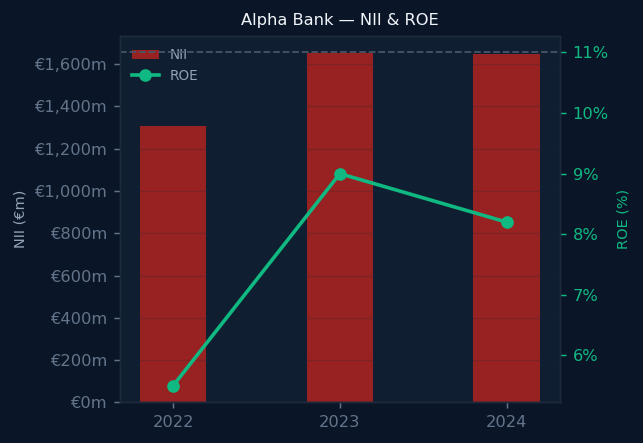 Alpha Bank — NII & ROE
NII
ROE
€1,600m
€1,400m
€1,200m
€1,000m
€800m
€600m
€400m
€200m
€0m
NII (€m)
11%
10%
9%
8%
7%
6%
ROE (%)
2022 2023 2024